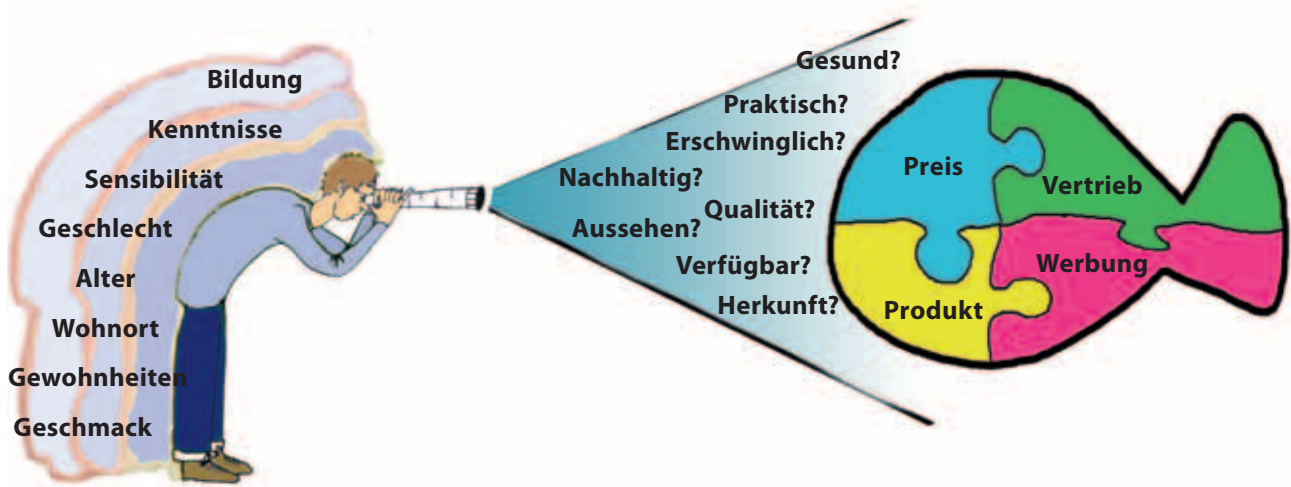 Bildung
Kenntnisse
Sensibilität
Geschlecht
Alter
Wohnort
Gewohnheiten
Geschmack
Gesund?
Praktisch?
Erschwinglich?
Nachhaltig?
Qualität?
Aussehen?
Verfügbar?
Herkunft?
Preis
Vertrieb
Werbung
Produkt